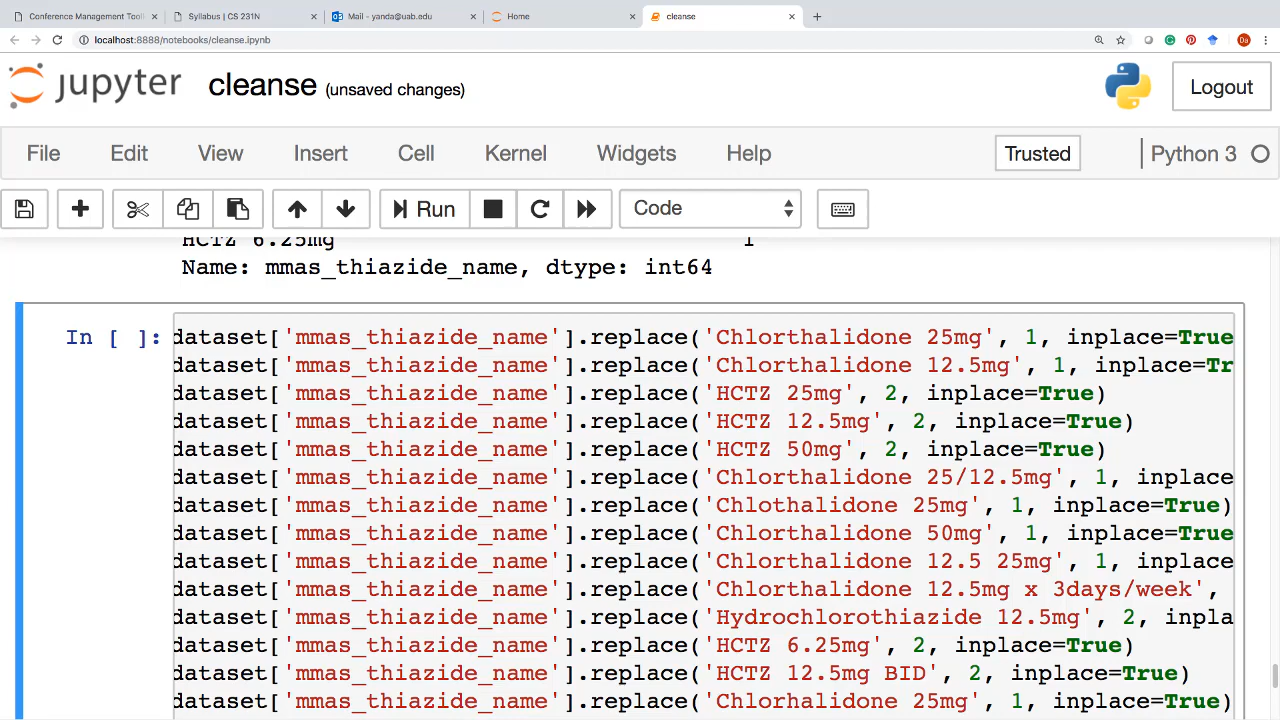 Conference Management Tool
Syllabus | CS 231N
Mail - yanda@uab.edu
Home
cleanse
localhost:8888/notebooks/cleanse.ipynb
Da
jupyter cleanse (unsaved changes)
Logout
File Edit View Insert Cell Kernel Widgets Help
Trusted
Python 3
Run
Code
HCTZ 6.25mg 1
Name: mmas_thiazide_name, dtype: int64
In [ ]:
dataset['mmas_thiazide_name'].replace('Chlorthalidone 25mg', 1, inplace=True
dataset['mmas_thiazide_name'].replace('Chlorthalidone 12.5mg', 1, inplace=Tr
dataset['mmas_thiazide_name'].replace('HCTZ 25mg', 2, inplace=True)
dataset['mmas_thiazide_name'].replace('HCTZ 12.5mg', 2, inplace=True)
dataset['mmas_thiazide_name'].replace('HCTZ 50mg', 2, inplace=True)
dataset['mmas_thiazide_name'].replace('Chlorthalidone 25/12.5mg', 1, inplace
dataset['mmas_thiazide_name'].replace('Chlothalidone 25mg', 1, inplace=True)
dataset['mmas_thiazide_name'].replace('Chlorthalidone 50mg', 1, inplace=True
dataset['mmas_thiazide_name'].replace('Chlorthalidone 12.5 25mg', 1, inplace
dataset['mmas_thiazide_name'].replace('Chlorthalidone 12.5mg x 3days/week',
dataset['mmas_thiazide_name'].replace('Hydrochlorothiazide 12.5mg', 2, inpla
dataset['mmas_thiazide_name'].replace('HCTZ 6.25mg', 2, inplace=True)
dataset['mmas_thiazide_name'].replace('HCTZ 12.5mg BID', 2, inplace=True)
dataset['mmas_thiazide_name'].replace('Chlorhalidone 25mg', 1, inplace=True)